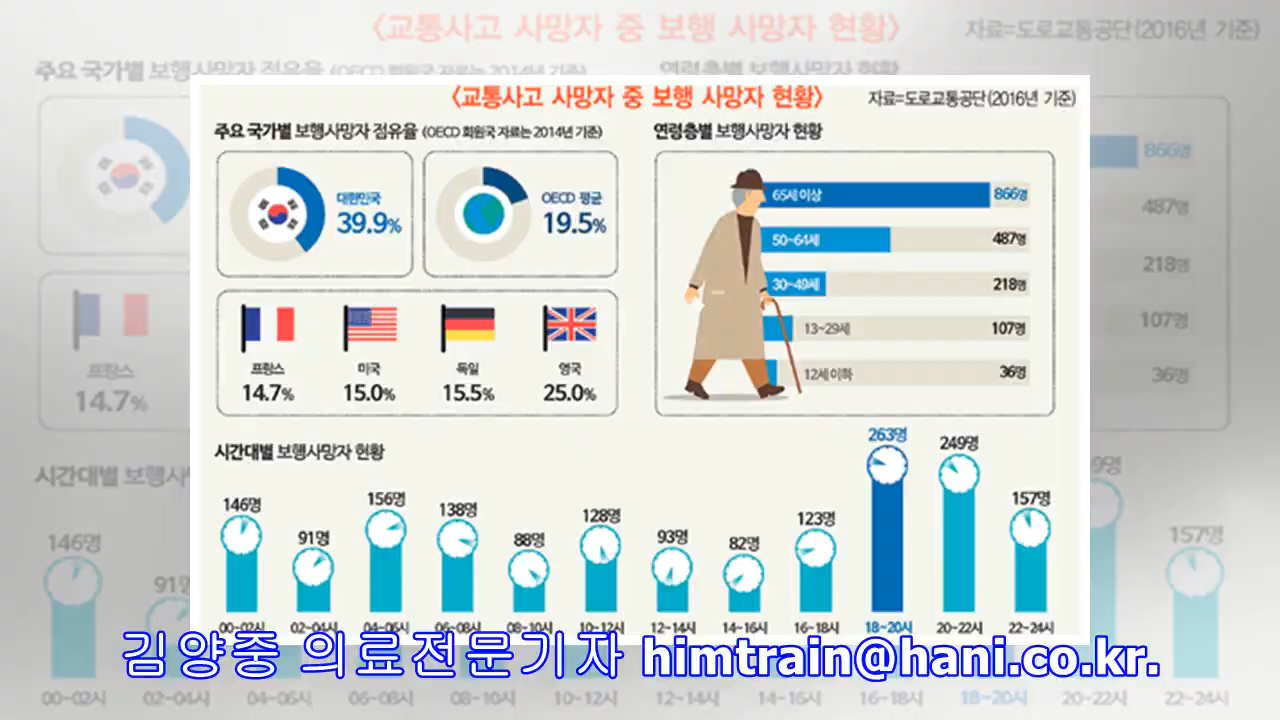 〈교통사고 사망자 중 보행 사망자 현황〉
자료=도로교통공단(2016년 기준)
주요 국가별 보행사망자 점유율 (OECD 회원국 자료는 2014년 기준)
대한민국
39.9%
OECD 평균
19.5%
프랑스 미국 독일 영국
14.7% 15.0% 15.5% 25.0%
연령층별 보행사망자 현황
65세 이상 866명
50~64세 487명
30~49세 218명
13~29세 107명
12세 이하 36명
시간대별 보행사망자 현황
146명 91명 156명 138명 88명 128명 93명 82명 123명 263명 249명 157명
00~02시 02~04시 04~06시 06~08시 08~10시 10~12시 12~14시 14~16시 16~18시 18~20시 20~22시 22~24시
김양중 의료전문기자 himtrain@hani.co.kr.